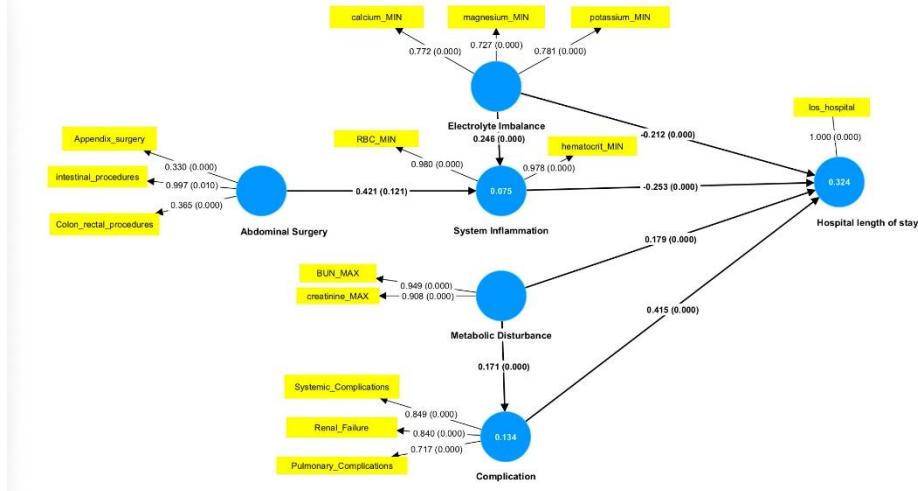 calcium_MIN
magnesium_MIN
potassium_MIN
0.772 (0.000)
0.727 (0.000)
0.781 (0.000)
Electrolyte Imbalance
0.246 (0.000)
-0.212 (0.000)
los_hospital
1.000 (0.000)
Appendix_surgery
intestinal_procedures
Colon_rectal_procedures
0.330 (0.000)
0.997 (0.010)
0.365 (0.000)
Abdominal Surgery
0.421 (0.121)
RBC_MIN
0.980 (0.000)
hematocrit_MIN
0.978 (0.000)
0.075
System Inflammation
-0.253 (0.000)
0.324
Hospital length of stay
0.179 (0.000)
BUN_MAX
creatinine_MAX
0.949 (0.000)
0.908 (0.000)
Metabolic Disturbance
0.415 (0.000)
0.171 (0.000)
Systemic_Complications
Renal_Failure
Pulmonary_Complications
0.849 (0.000)
0.840 (0.000)
0.717 (0.000)
0.134
Complication